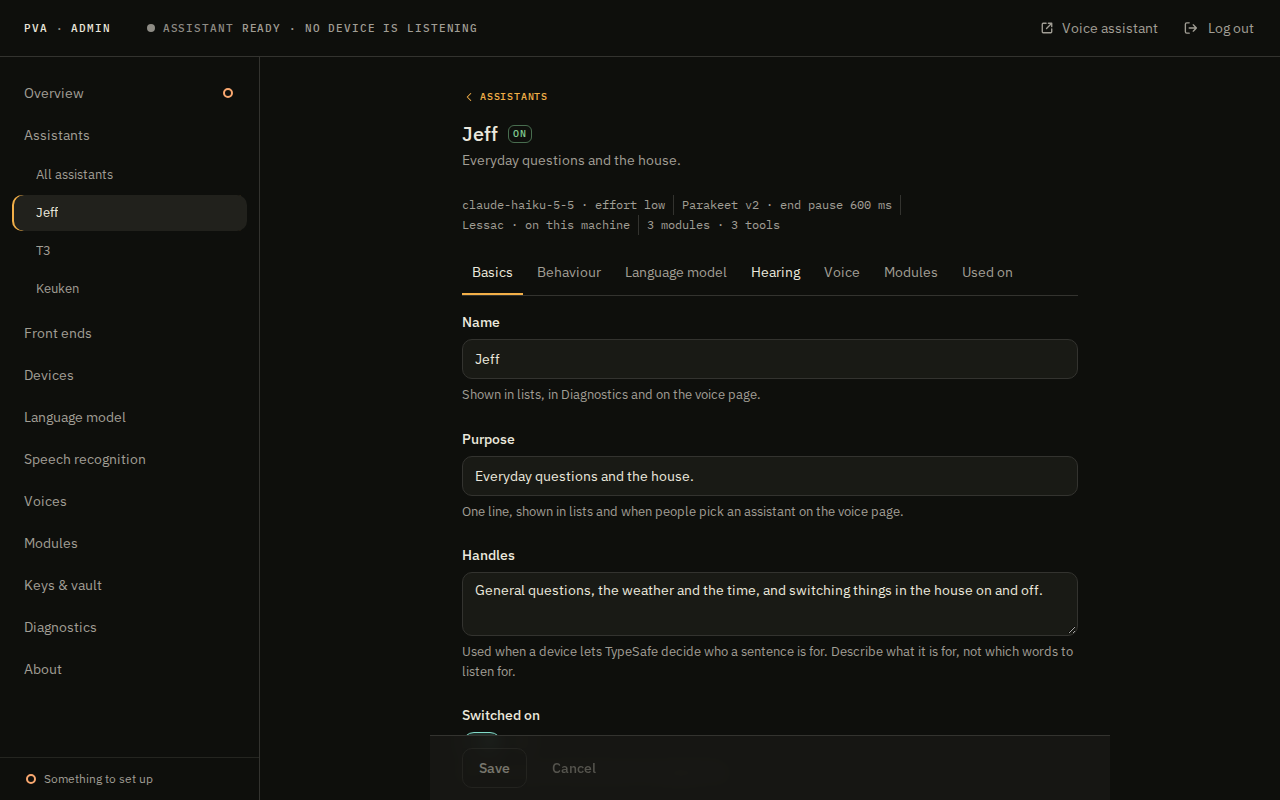 PVA · ADMIN
ASSISTANT READY · NO DEVICE IS LISTENING
Voice assistant
Log out
Overview
Assistants
All assistants
Jeff
T3
Keuken
Front ends
Devices
Language model
Speech recognition
Voices
Modules
Keys & vault
Diagnostics
About
Something to set up
ASSISTANTS
Jeff ON
Everyday questions and the house.
claude-haiku-5-5 · effort low | Parakeet v2 · end pause 600 ms |
Lessac · on this machine | 3 modules · 3 tools
Basics Behaviour Language model Hearing Voice Modules Used on
Name
Jeff
Shown in lists, in Diagnostics and on the voice page.
Purpose
Everyday questions and the house.
One line, shown in lists and when people pick an assistant on the voice page.
Handles
General questions, the weather and the time, and switching things in the house on and off.
Used when a device lets TypeSafe decide who a sentence is for. Describe what it is for, not which words to
listen for.
Switched on
Save Cancel